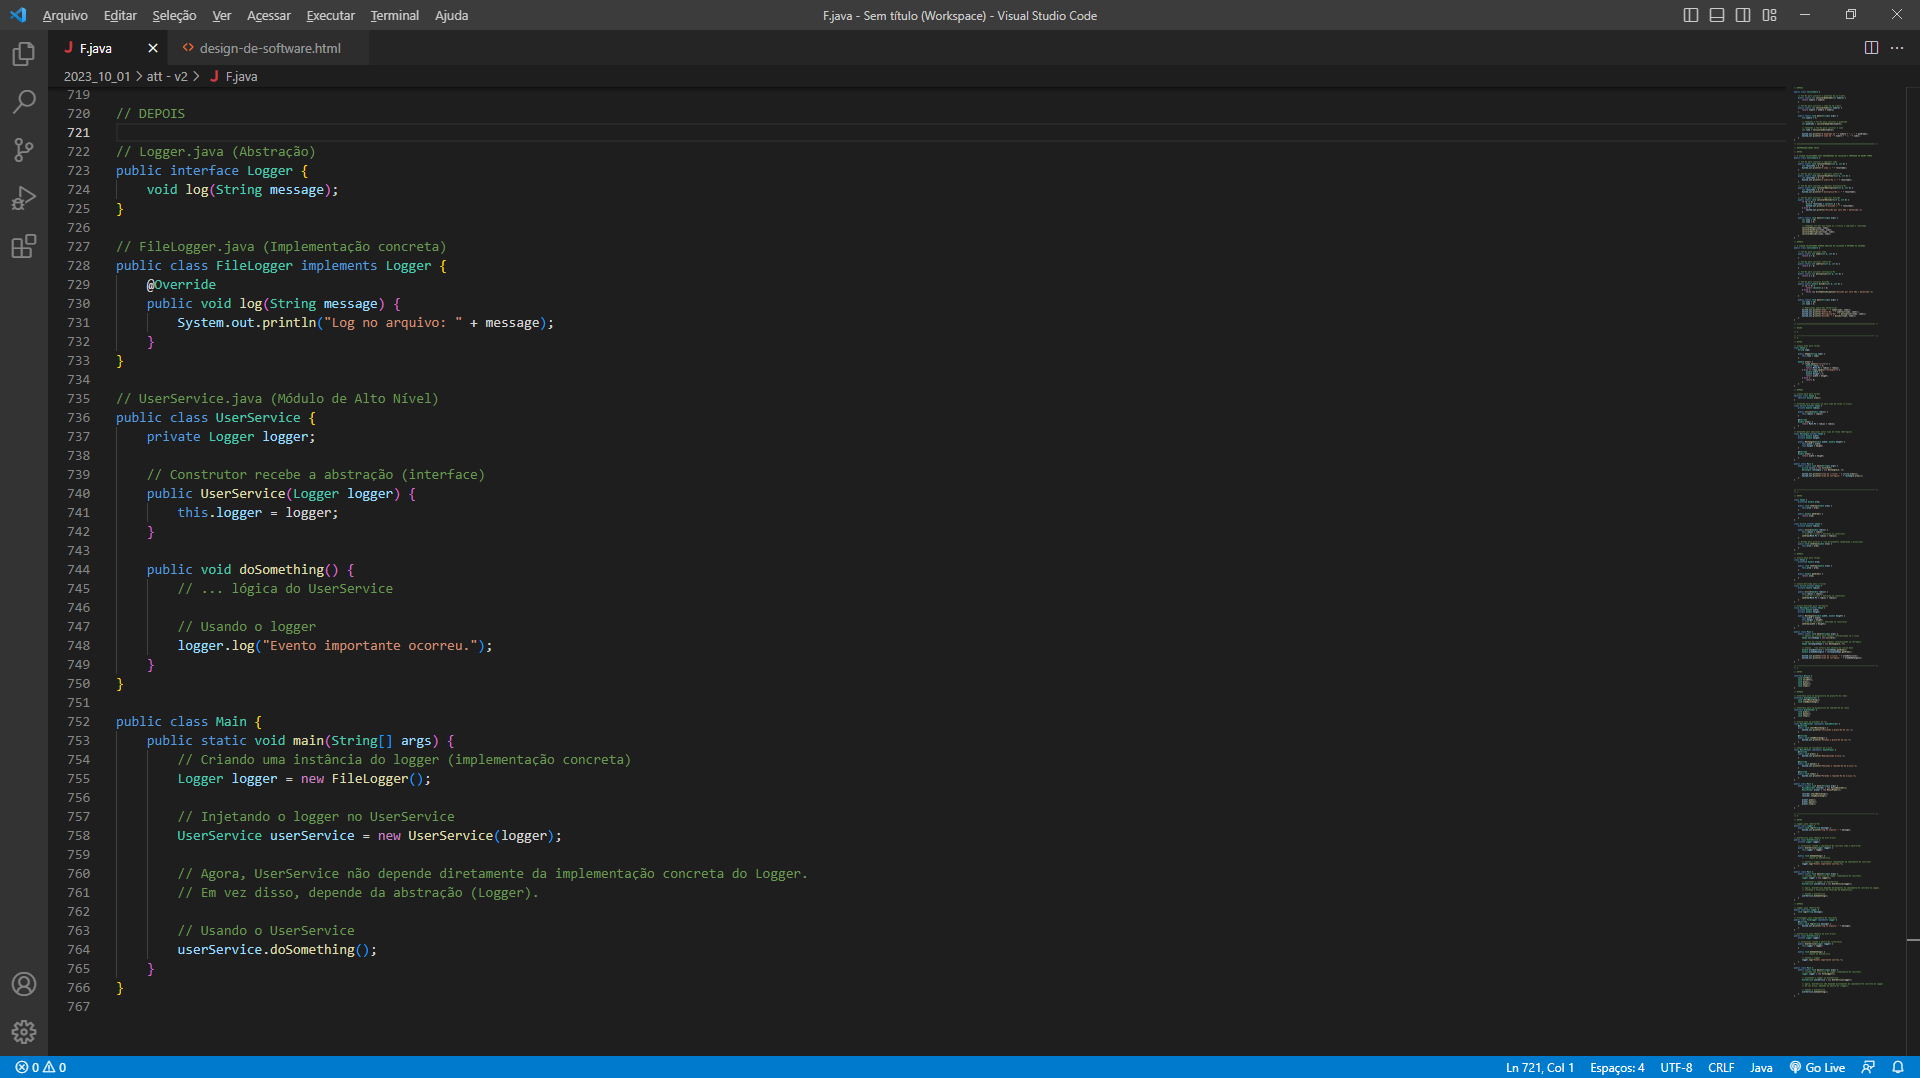 Arquivo Editar Seleção Ver Acessar Executar Terminal Ajuda
F.java - Sem título (Workspace) - Visual Studio Code
J F.java
<> design-de-software.html
2023_10_01 > att - v2 > J F.java
719
720 // DEPOIS
721
722 // Logger.java (Abstração)
723 public interface Logger {
724     void log(String message);
725 }
726
727 // FileLogger.java (Implementação concreta)
728 public class FileLogger implements Logger {
729     @Override
730     public void log(String message) {
731         System.out.println("Log no arquivo: " + message);
732     }
733 }
734
735 // UserService.java (Módulo de Alto Nível)
736 public class UserService {
737     private Logger logger;
738
739     // Construtor recebe a abstração (interface)
740     public UserService(Logger logger) {
741         this.logger = logger;
742     }
743
744     public void doSomething() {
745         // ... lógica do UserService
746
747         // Usando o logger
748         logger.log("Evento importante ocorreu.");
749     }
750 }
751
752 public class Main {
753     public static void main(String[] args) {
754         // Criando uma instância do logger (implementação concreta)
755         Logger logger = new FileLogger();
756
757         // Injetando o logger no UserService
758         UserService userService = new UserService(logger);
759
760         // Agora, UserService não depende diretamente da implementação concreta do Logger.
761         // Em vez disso, depende da abstração (Logger).
762
763         // Usando o UserService
764         userService.doSomething();
765     }
766 }
767
0 0
Ln 721, Col 1 Espaços: 4 UTF-8 CRLF Java Go Live